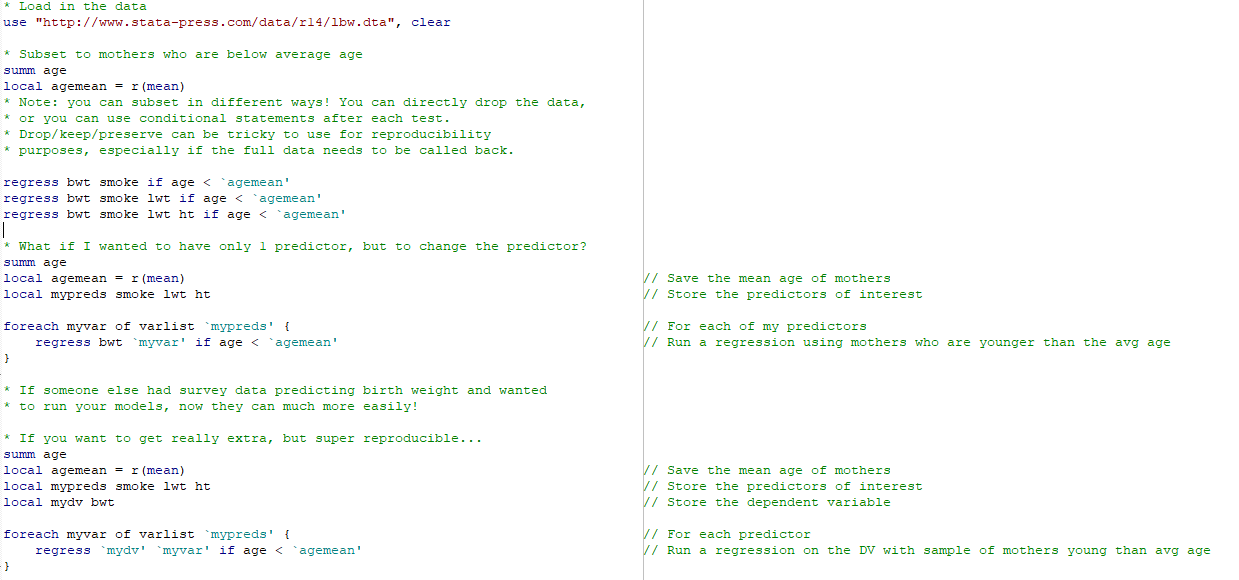 * Load in the data
use "http://www.stata-press.com/data/r14/lbw.dta", clear
* Subset to mothers who are below average age
summ age
local agemean = r(mean)
* Note: you can subset in different ways! You can directly drop the data,
* or you can use conditional statements after each test.
* Drop/keep/preserve can be tricky to use for reproducibility
* purposes, especially if the full data needs to be called back.
regress bwt smoke if age < `agemean'
regress bwt smoke lwt if age < `agemean'
regress bwt smoke lwt ht if age < `agemean'
* What if I wanted to have only 1 predictor, but to change the predictor?
summ age
local agemean = r(mean) // Save the mean age of mothers
local mypreds smoke lwt ht // Store the predictors of interest
foreach myvar of varlist `mypreds' { // For each of my predictors
regress bwt `myvar' if age < `agemean' // Run a regression using mothers who are younger than the avg age
}
* If someone else had survey data predicting birth weight and wanted
* to run your models, now they can much more easily!
* If you want to get really extra, but super reproducible...
summ age
local agemean = r(mean) // Save the mean age of mothers
local mypreds smoke lwt ht // Store the predictors of interest
local mydv bwt // Store the dependent variable
foreach myvar of varlist `mypreds' { // For each predictor
regress `mydv' `myvar' if age < `agemean' // Run a regression on the DV with sample of mothers young than avg age
}